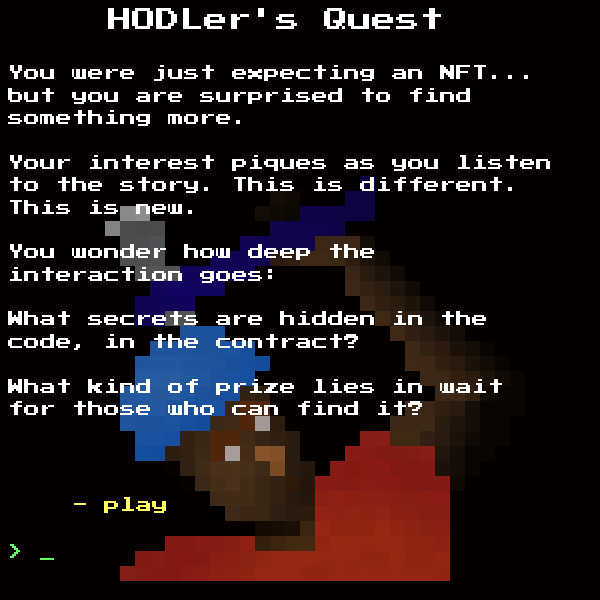 HODLer's Quest
You were just expecting an NFT...
but you are surprised to find
something more.
Your interest piques as you listen
to the story. This is different.
This is new.
You wonder how deep the
interaction goes:
What secrets are hidden in the
code, in the contract?
What kind of prize lies in wait
for those who can find it?
- play
> _